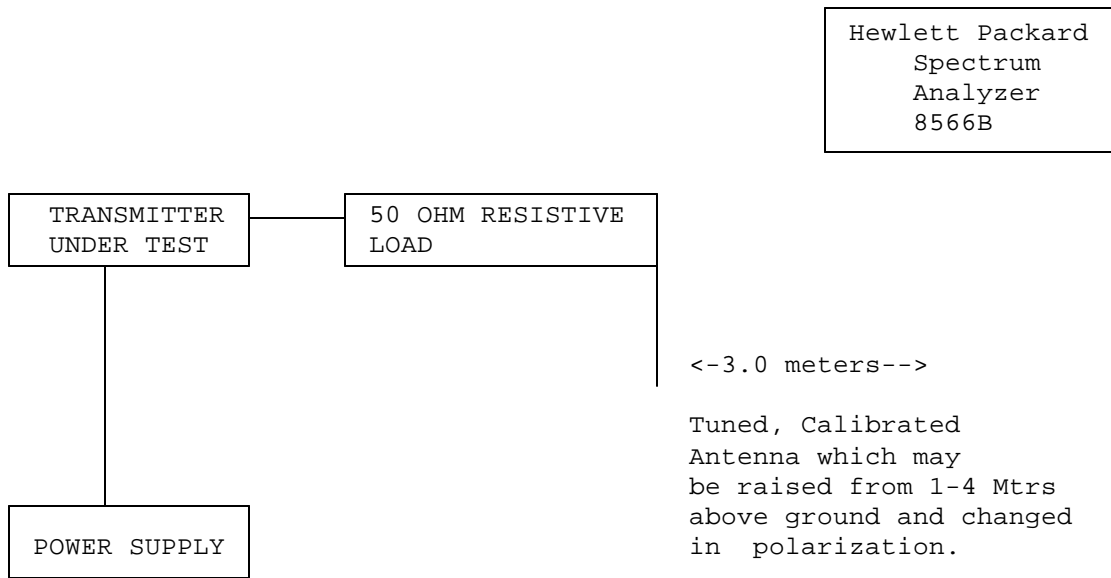 Hewlett Packard
Spectrum
Analyzer
8566B
TRANSMITTER
UNDER TEST
50 OHM RESISTIVE
LOAD
<-3.0 meters-->
Tuned, Calibrated
Antenna which may
be raised from 1-4 Mtrs
above ground and changed
in polarization.
POWER SUPPLY